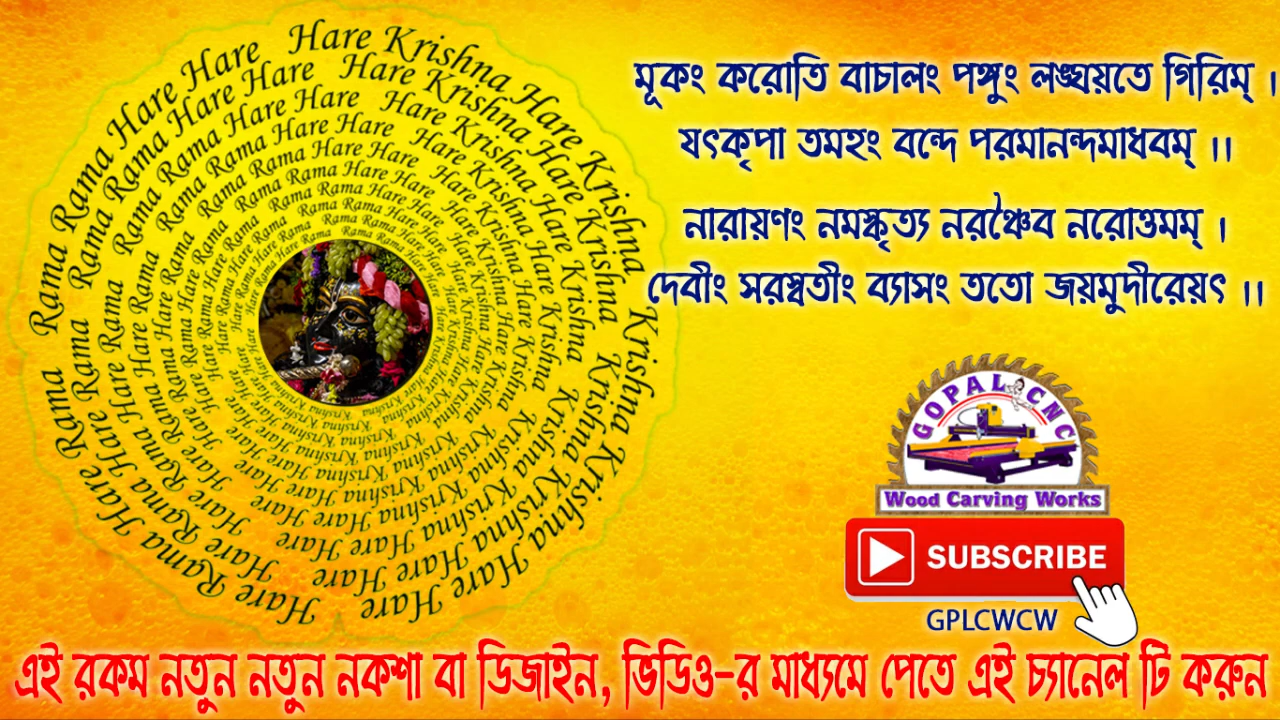 Hare Krishna Hare Krishna Krishna Krishna Hare Hare Hare Rama Hare Rama Rama Rama Hare Hare
মূকং করোতি বাচালং পঙ্গুং লঙ্ঘয়তে গিরিম্ ।
যৎকৃপা তমহং বন্দে পরমানন্দমাধবম্ ।।
নারায়ণং নমস্কৃত্য নরঞ্চৈব নরোত্তমম্ ।
দেবীং সরস্বতীং ব্যাসং ততো জয়মুদীরেয়ৎ ।।
GOPAL CNC
Wood Carving Works
SUBSCRIBE
GPLCWCW
এই রকম নতুন নতুন নকশা বা ডিজাইন, ভিডিও-র মাধ্যমে পেতে এই চ্যানেল টি করুন